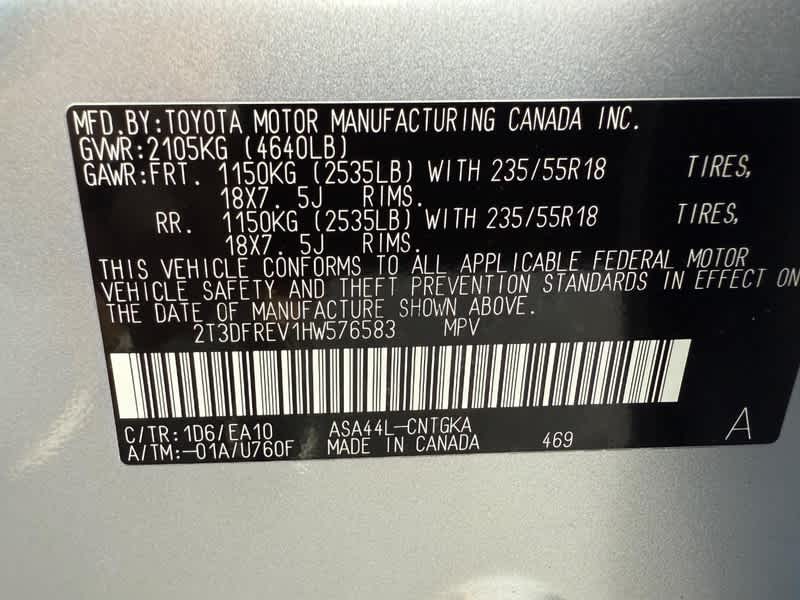 MFD.BY:TOYOTA MOTOR MANUFACTURING CANADA INC.
GVWR:2105KG (4640LB)
GAWR:FRT. 1150KG (2535LB) WITH 235/55R18 TIRES,
18X7. 5J RIMS.
RR. 1150KG (2535LB) WITH 235/55R18 TIRES,
18X7. 5J RIMS.
THIS VEHICLE CONFORMS TO ALL APPLICABLE FEDERAL MOTOR
VEHICLE SAFETY AND THEFT PREVENTION STANDARDS IN EFFECT ON
THE DATE OF MANUFACTURE SHOWN ABOVE.
2T3DFREV1HW576583 MPV
C/TR:1D6/EA10 ASA44L-CNTGKA
A/TM:-01A/U760F MADE IN CANADA 469 A